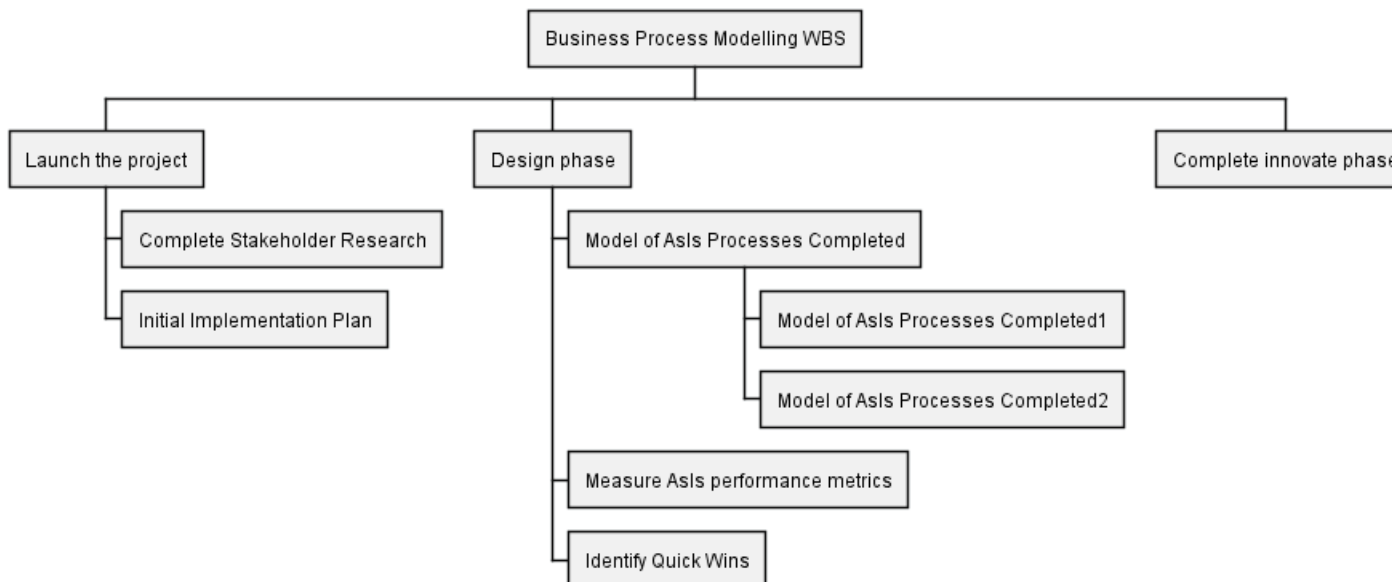 Business Process Modelling WBS
Launch the project
Design phase
Complete innovate phase
Complete Stakeholder Research
Model of AsIs Processes Completed
Initial Implementation Plan
Model of AsIs Processes Completed1
Model of AsIs Processes Completed2
Measure AsIs performance metrics
Identify Quick Wins